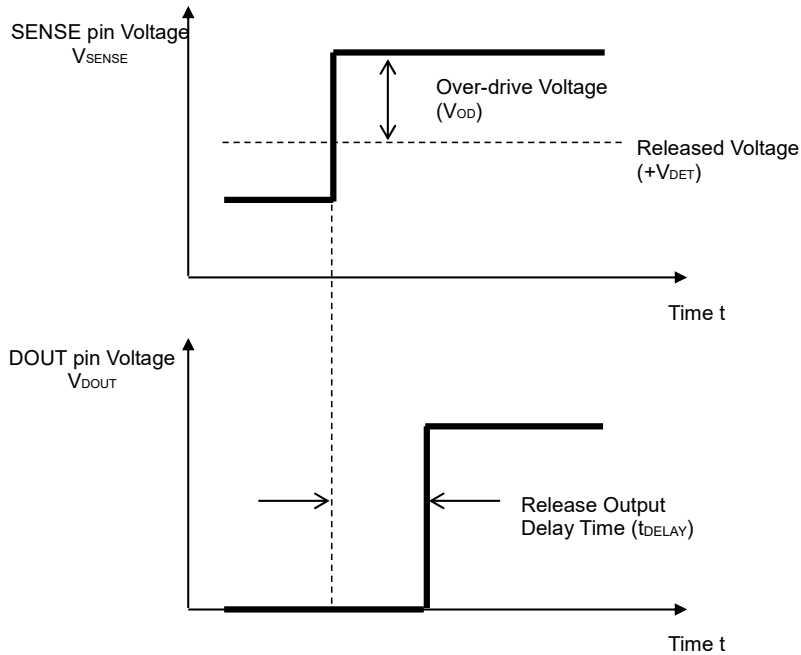 SENSE pin Voltage
VSENSE
Over-drive Voltage
(VOD)
Released Voltage
(+VDET)
Time t
DOUT pin Voltage
VDOUT
Release Output
Delay Time (tDELAY)
Time t